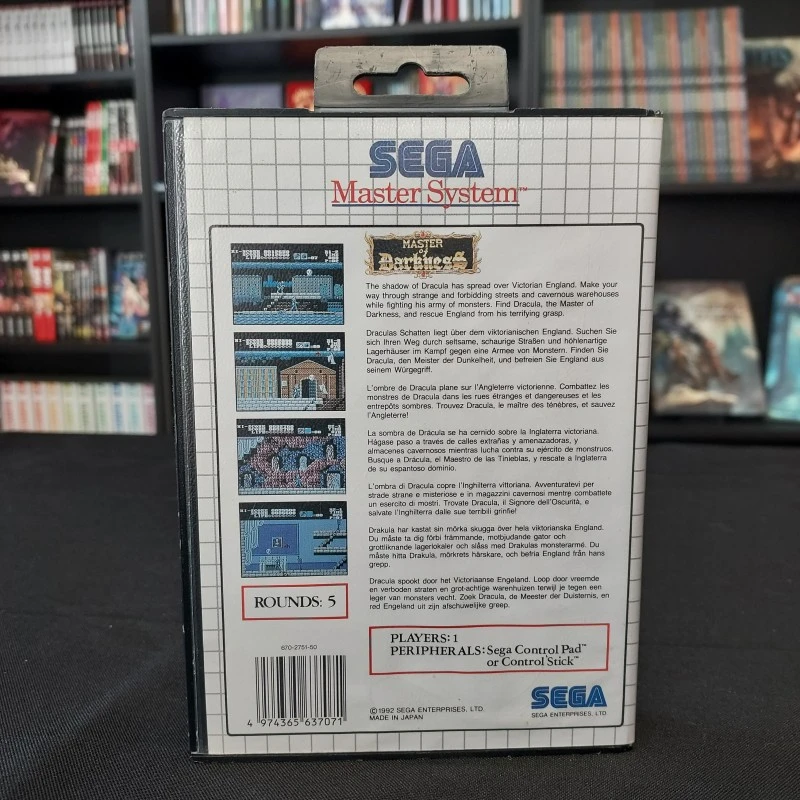 SEGA
Master System™
MASTER
of
Darkness
The shadow of Dracula has spread over Victorian England. Make your
way through strange and forbidding streets and cavernous warehouses
while fighting his army of monsters. Find Dracula, the Master of
Darkness, and rescue England from his terrifying grasp.
Draculas Schatten liegt über dem viktorianischen England. Suchen Sie
sich Ihren Weg durch seltsame, schaurige Straßen und höhlenartige
Lagerhäuser im Kampf gegen eine Armee von Monstern. Finden Sie
Dracula, den Meister der Dunkelheit, und befreien Sie England aus
seinem Würgegriff.
L'ombre de Dracula plane sur l'Angleterre victorienne. Combattez les
monstres de Dracula dans les rues étranges et dangereuses et les
entrepôts sombres. Trouvez Dracula, le maître des ténèbres, et sauvez
l'Angleterre!
La sombra de Drácula se ha cernido sobre la Inglaterra victoriana.
Hágase paso a través de calles extrañas y amenazadoras, y
almacenes cavernosos mientras lucha contra su ejército de monstruos.
Busque a Drácula, el Maestro de las Tinieblas, y rescate a Inglaterra
de su espantoso dominio.
L'ombra di Dracula copre l'Inghilterra vittoriana. Avventuratevi per
strade strane e misteriose e in magazzini cavernosi mentre combattete
un esercito di mostri. Trovate Dracula, il Signore dell'Oscurità, e
salvate l'Inghilterra dalle sue terribili grinfie!
Drakula har kastat sin mörka skugga över hela viktorianska England.
Du måste ta dig förbi främmande, motbjudande gator och
grottliknande lagerlokaler och slåss med Drakulas monsterarmé. Du
måste hitta Drakula, mörkrets härskare, och befria England från hans
grepp.
Dracula spookt door het Victoriaanse Engeland. Loop door vreemde
en verboden straten en grot-achtige warenhuizen terwijl je tegen een
leger van monsters vecht. Zoek Dracula, de Meester der Duisternis, en
red Engeland uit zijn afschuwelijke greep.
ROUNDS: 5
PLAYERS: 1
PERIPHERALS: Sega Control Pad™
or Control Stick™
670-2751-50
4 974365 637071
©1992 SEGA ENTERPRISES, LTD.
MADE IN JAPAN
SEGA
SEGA ENTERPRISES, LTD.